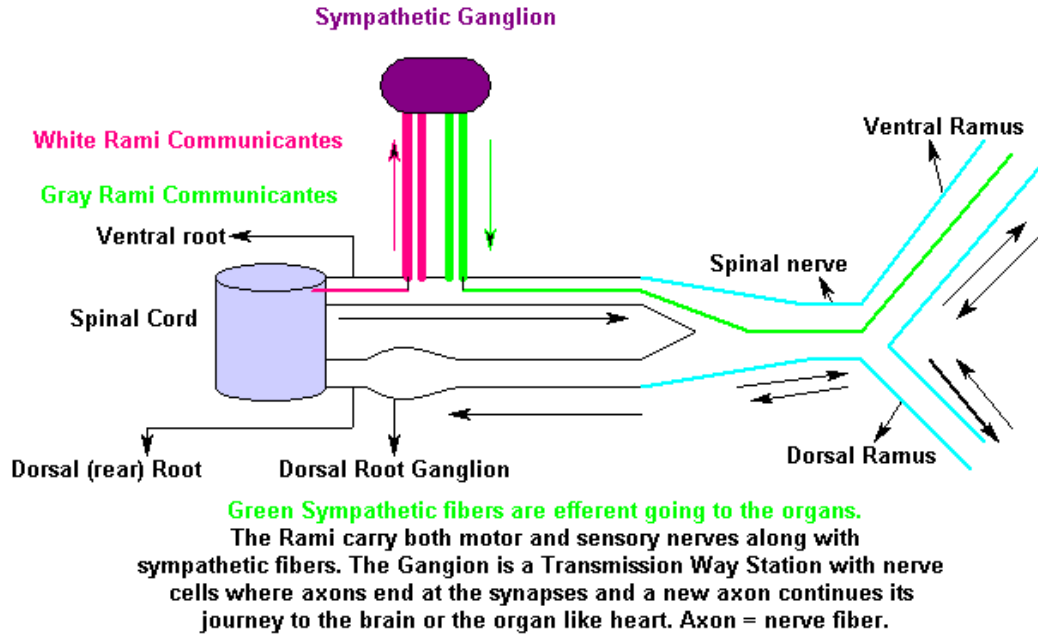 Sympathetic Ganglion
White Rami Communicantes
Ventral Ramus
Gray Rami Communicantes
Ventral root
Spinal nerve
Spinal Cord
Dorsal (rear) Root
Dorsal Root Ganglion
Dorsal Ramus
Green Sympathetic fibers are efferent going to the organs.
The Rami carry both motor and sensory nerves along with
sympathetic fibers. The Gangion is a Transmission Way Station with nerve
cells where axons end at the synapses and a new axon continues its
journey to the brain or the organ like heart. Axon = nerve fiber.